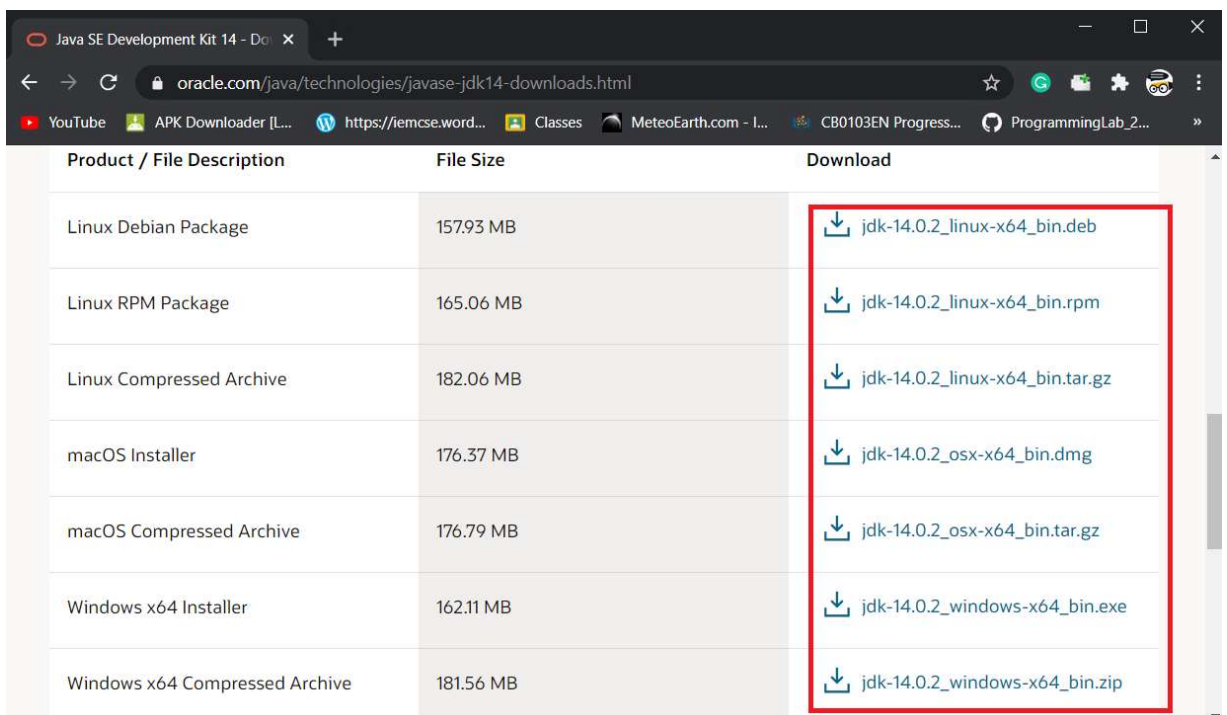 Java SE Development Kit 14 - Do
oracle.com/java/technologies/javase-jdk14-downloads.html
YouTube APK Downloader [L... https://iemcse.word... Classes MeteoEarth.com - I... CB0103EN Progress... ProgrammingLab_2... »
Product / File Description File Size Download
Linux Debian Package 157.93 MB jdk-14.0.2_linux-x64_bin.deb
Linux RPM Package 165.06 MB jdk-14.0.2_linux-x64_bin.rpm
Linux Compressed Archive 182.06 MB jdk-14.0.2_linux-x64_bin.tar.gz
macOS Installer 176.37 MB jdk-14.0.2_osx-x64_bin.dmg
macOS Compressed Archive 176.79 MB jdk-14.0.2_osx-x64_bin.tar.gz
Windows x64 Installer 162.11 MB jdk-14.0.2_windows-x64_bin.exe
Windows x64 Compressed Archive 181.56 MB jdk-14.0.2_windows-x64_bin.zip